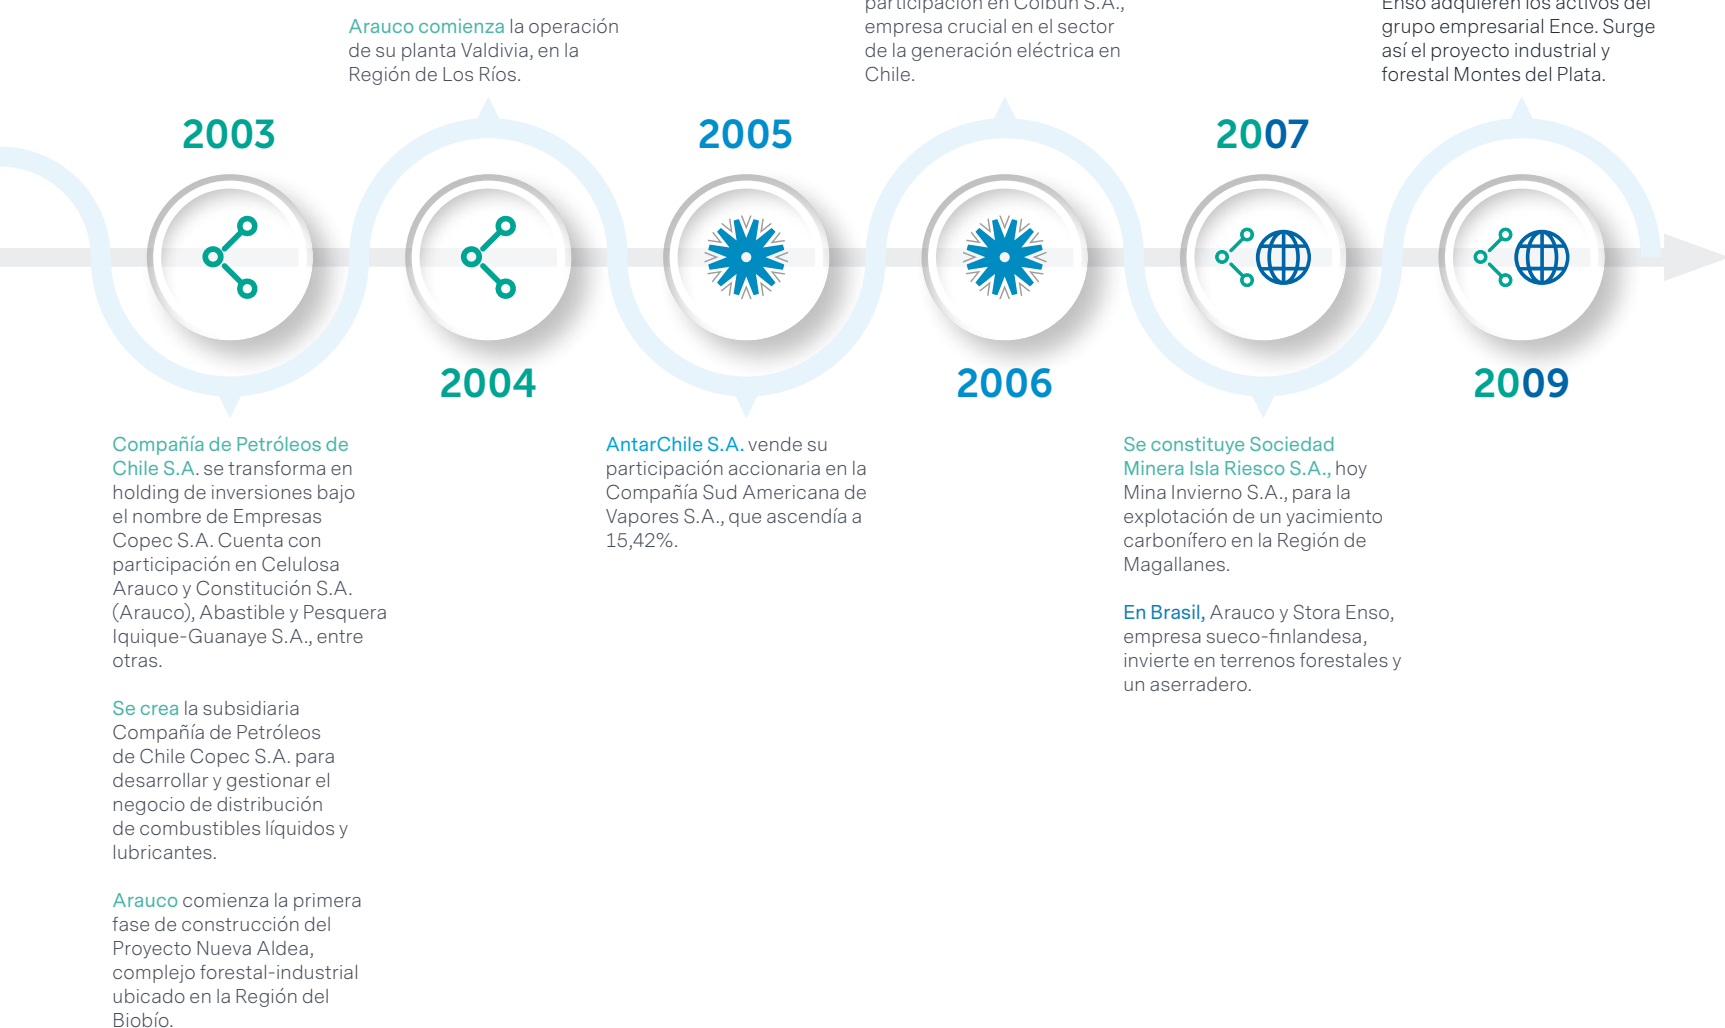 Arauco comienza la operación
de su planta Valdivia, en la
Región de Los Ríos.
participación en Colbún S.A.,
empresa crucial en el sector
de la generación eléctrica en
Chile.
Enso adquieren los activos del
grupo empresarial Ence. Surge
así el proyecto industrial y
forestal Montes del Plata.
2003
2005
2007
2004
2006
2009
Compañía de Petróleos de
Chile S.A. se transforma en
holding de inversiones bajo
el nombre de Empresas
Copec S.A. Cuenta con
participación en Celulosa
Arauco y Constitución S.A.
(Arauco), Abastible y Pesquera
Iquique-Guanaye S.A., entre
otras.
Se crea la subsidiaria
Compañía de Petróleos
de Chile Copec S.A. para
desarrollar y gestionar el
negocio de distribución
de combustibles líquidos y
lubricantes.
Arauco comienza la primera
fase de construcción del
Proyecto Nueva Aldea,
complejo forestal-industrial
ubicado en la Región del
Biobío.
AntarChile S.A. vende su
participación accionaria en la
Compañía Sud Americana de
Vapores S.A., que ascendía a
15,42%.
Se constituye Sociedad
Minera Isla Riesco S.A., hoy
Mina Invierno S.A., para la
explotación de un yacimiento
carbonífero en la Región de
Magallanes.
En Brasil, Arauco y Stora Enso,
empresa sueco-finlandesa,
invierte en terrenos forestales y
un aserradero.